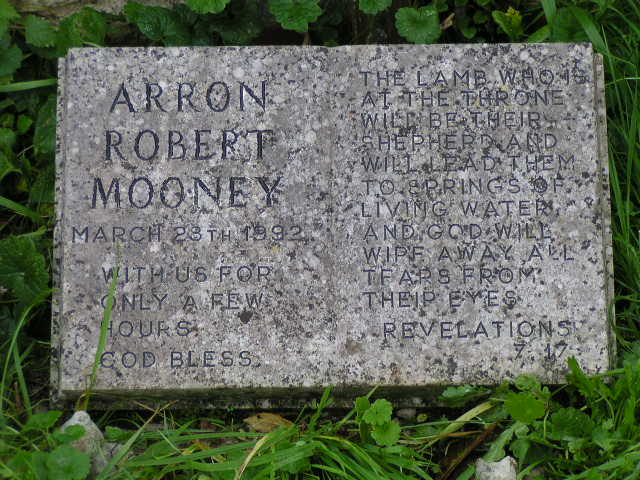 ARRON
ROBERT
MOONEY
MARCH 28TH 1992
WITH US FOR
ONLY A FEW
HOURS.
GOD BLESS.
THE LAMB WHO IS
AT THE THRONE
WILL BE THEIR
SHEPHERD AND
WILL LEAD THEM
TO SPRINGS OF
LIVING WATER,
AND GOD WILL
WIPE AWAY ALL
TEARS FROM
THEIR EYES
REVELATIONS
7. 17.